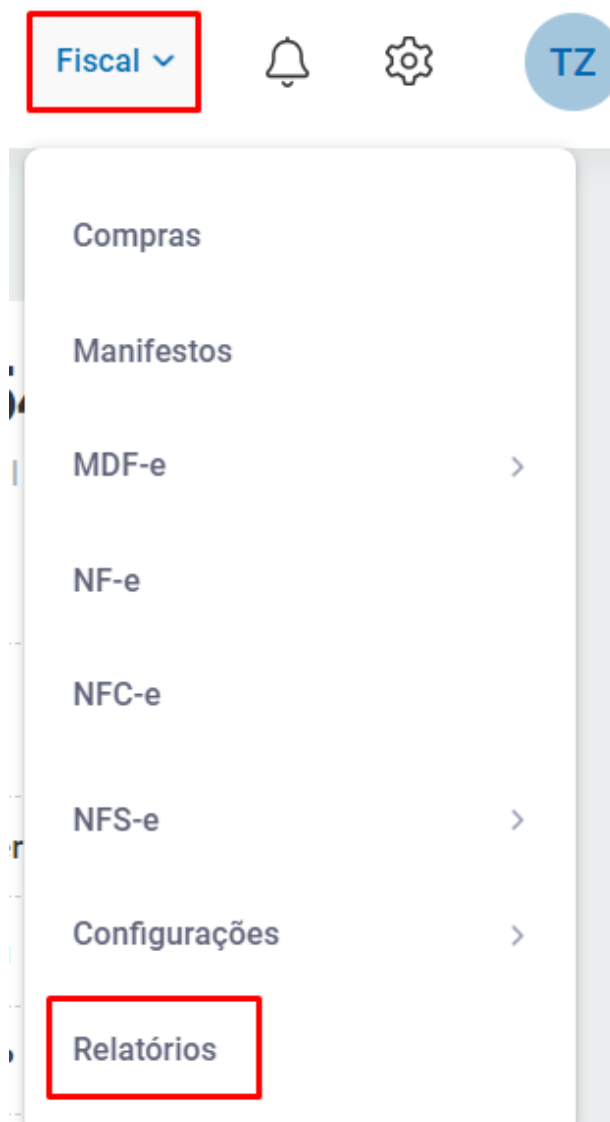 Fiscal
TZ
Compras
Manifestos
MDF-e
NF-e
NFC-e
NFS-e
Configurações
Relatórios